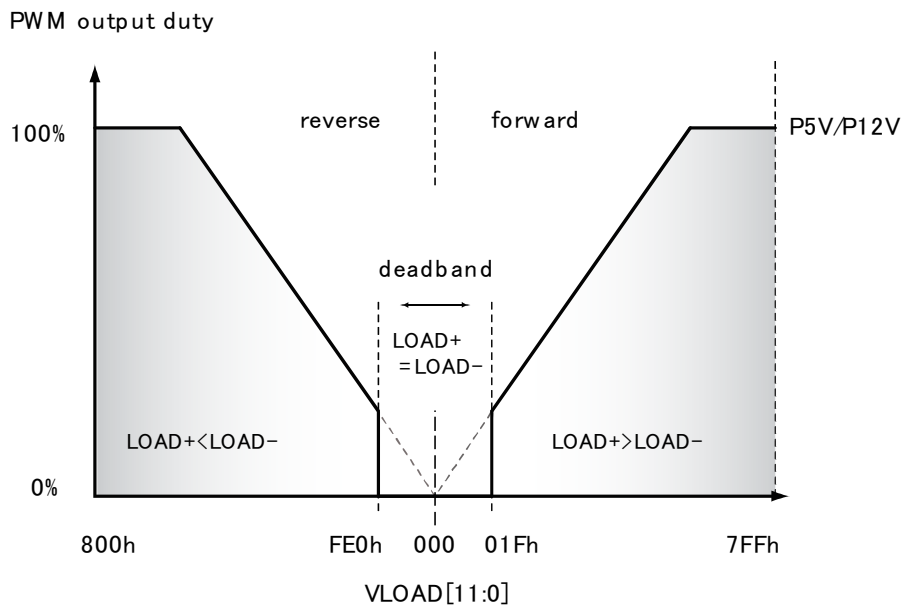 PWM output duty
reverse
forward
100%
P5V/P12V
deadband
LOAD+
=LOAD-
LOAD+<LOAD-
LOAD+>LOAD-
0%
800h
FE0h
000
01Fh
7FFh
VLOAD[11:0]